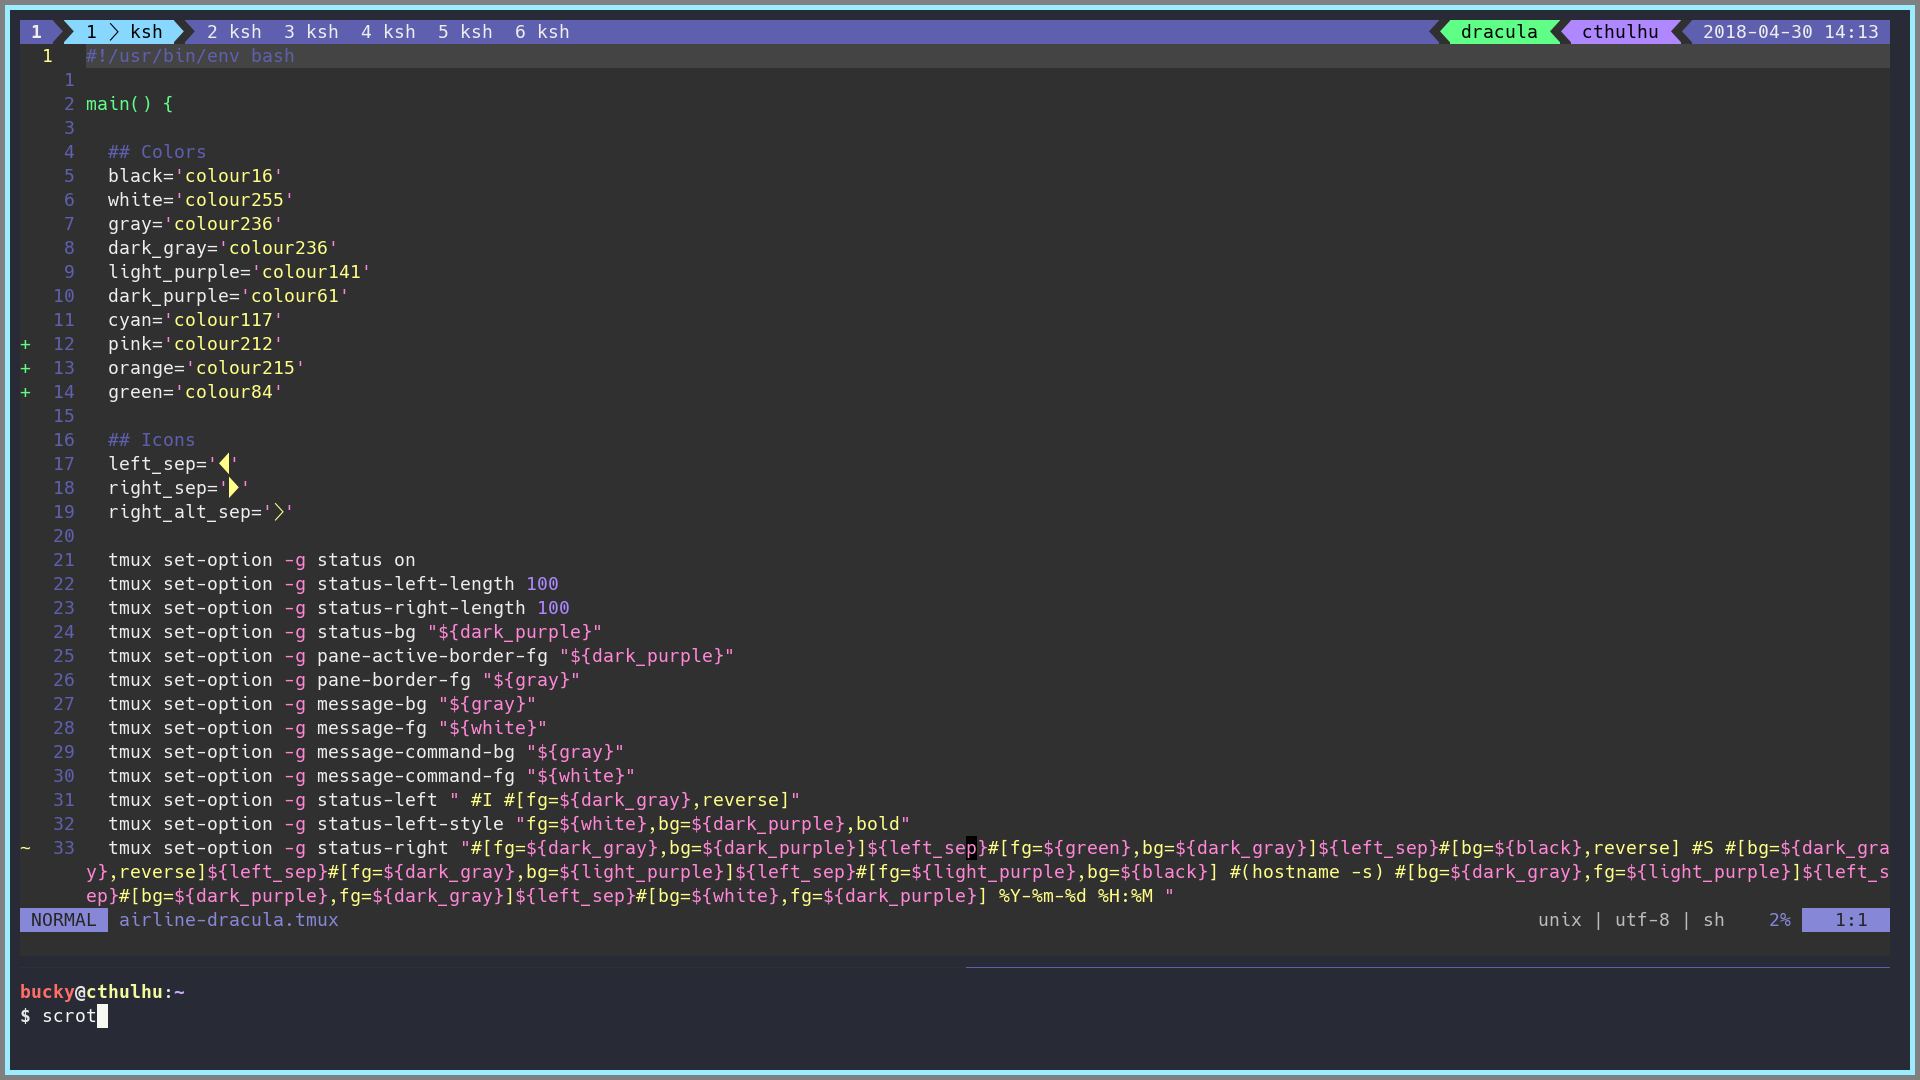 1 1 ksh 2 ksh 3 ksh 4 ksh 5 ksh 6 ksh dracula cthulhu 2018-04-30 14:13
1 #!/usr/bin/env bash
1
2 main() {
3
4 ## Colors
5 black='colour16'
6 white='colour255'
7 gray='colour236'
8 dark_gray='colour236'
9 light_purple='colour141'
10 dark_purple='colour61'
11 cyan='colour117'
+ 12 pink='colour212'
+ 13 orange='colour215'
+ 14 green='colour84'
15
16 ## Icons
17 left_sep=''
18 right_sep=''
19 right_alt_sep=''
20
21 tmux set-option -g status on
22 tmux set-option -g status-left-length 100
23 tmux set-option -g status-right-length 100
24 tmux set-option -g status-bg "${dark_purple}"
25 tmux set-option -g pane-active-border-fg "${dark_purple}"
26 tmux set-option -g pane-border-fg "${gray}"
27 tmux set-option -g message-bg "${gray}"
28 tmux set-option -g message-fg "${white}"
29 tmux set-option -g message-command-bg "${gray}"
30 tmux set-option -g message-command-fg "${white}"
31 tmux set-option -g status-left " #I #[fg=${dark_gray},reverse]"
32 tmux set-option -g status-left-style "fg=${white},bg=${dark_purple},bold"
~ 33 tmux set-option -g status-right "#[fg=${dark_gray},bg=${dark_purple}]${left_sep}#[fg=${green},bg=${dark_gray}]${left_sep}#[bg=${black},reverse] #S #[bg=${dark_gra
y},reverse]${left_sep}#[fg=${dark_gray},bg=${light_purple}]${left_sep}#[fg=${light_purple},bg=${black}] #(hostname -s) #[bg=${dark_gray},fg=${light_purple}]${left_s
ep}#[bg=${dark_purple},fg=${dark_gray}]${left_sep}#[bg=${white},fg=${dark_purple}] %Y-%m-%d %H:%M "
NORMAL airline-dracula.tmux unix | utf-8 | sh 2% 1:1
bucky@cthulhu:~
$ scrot